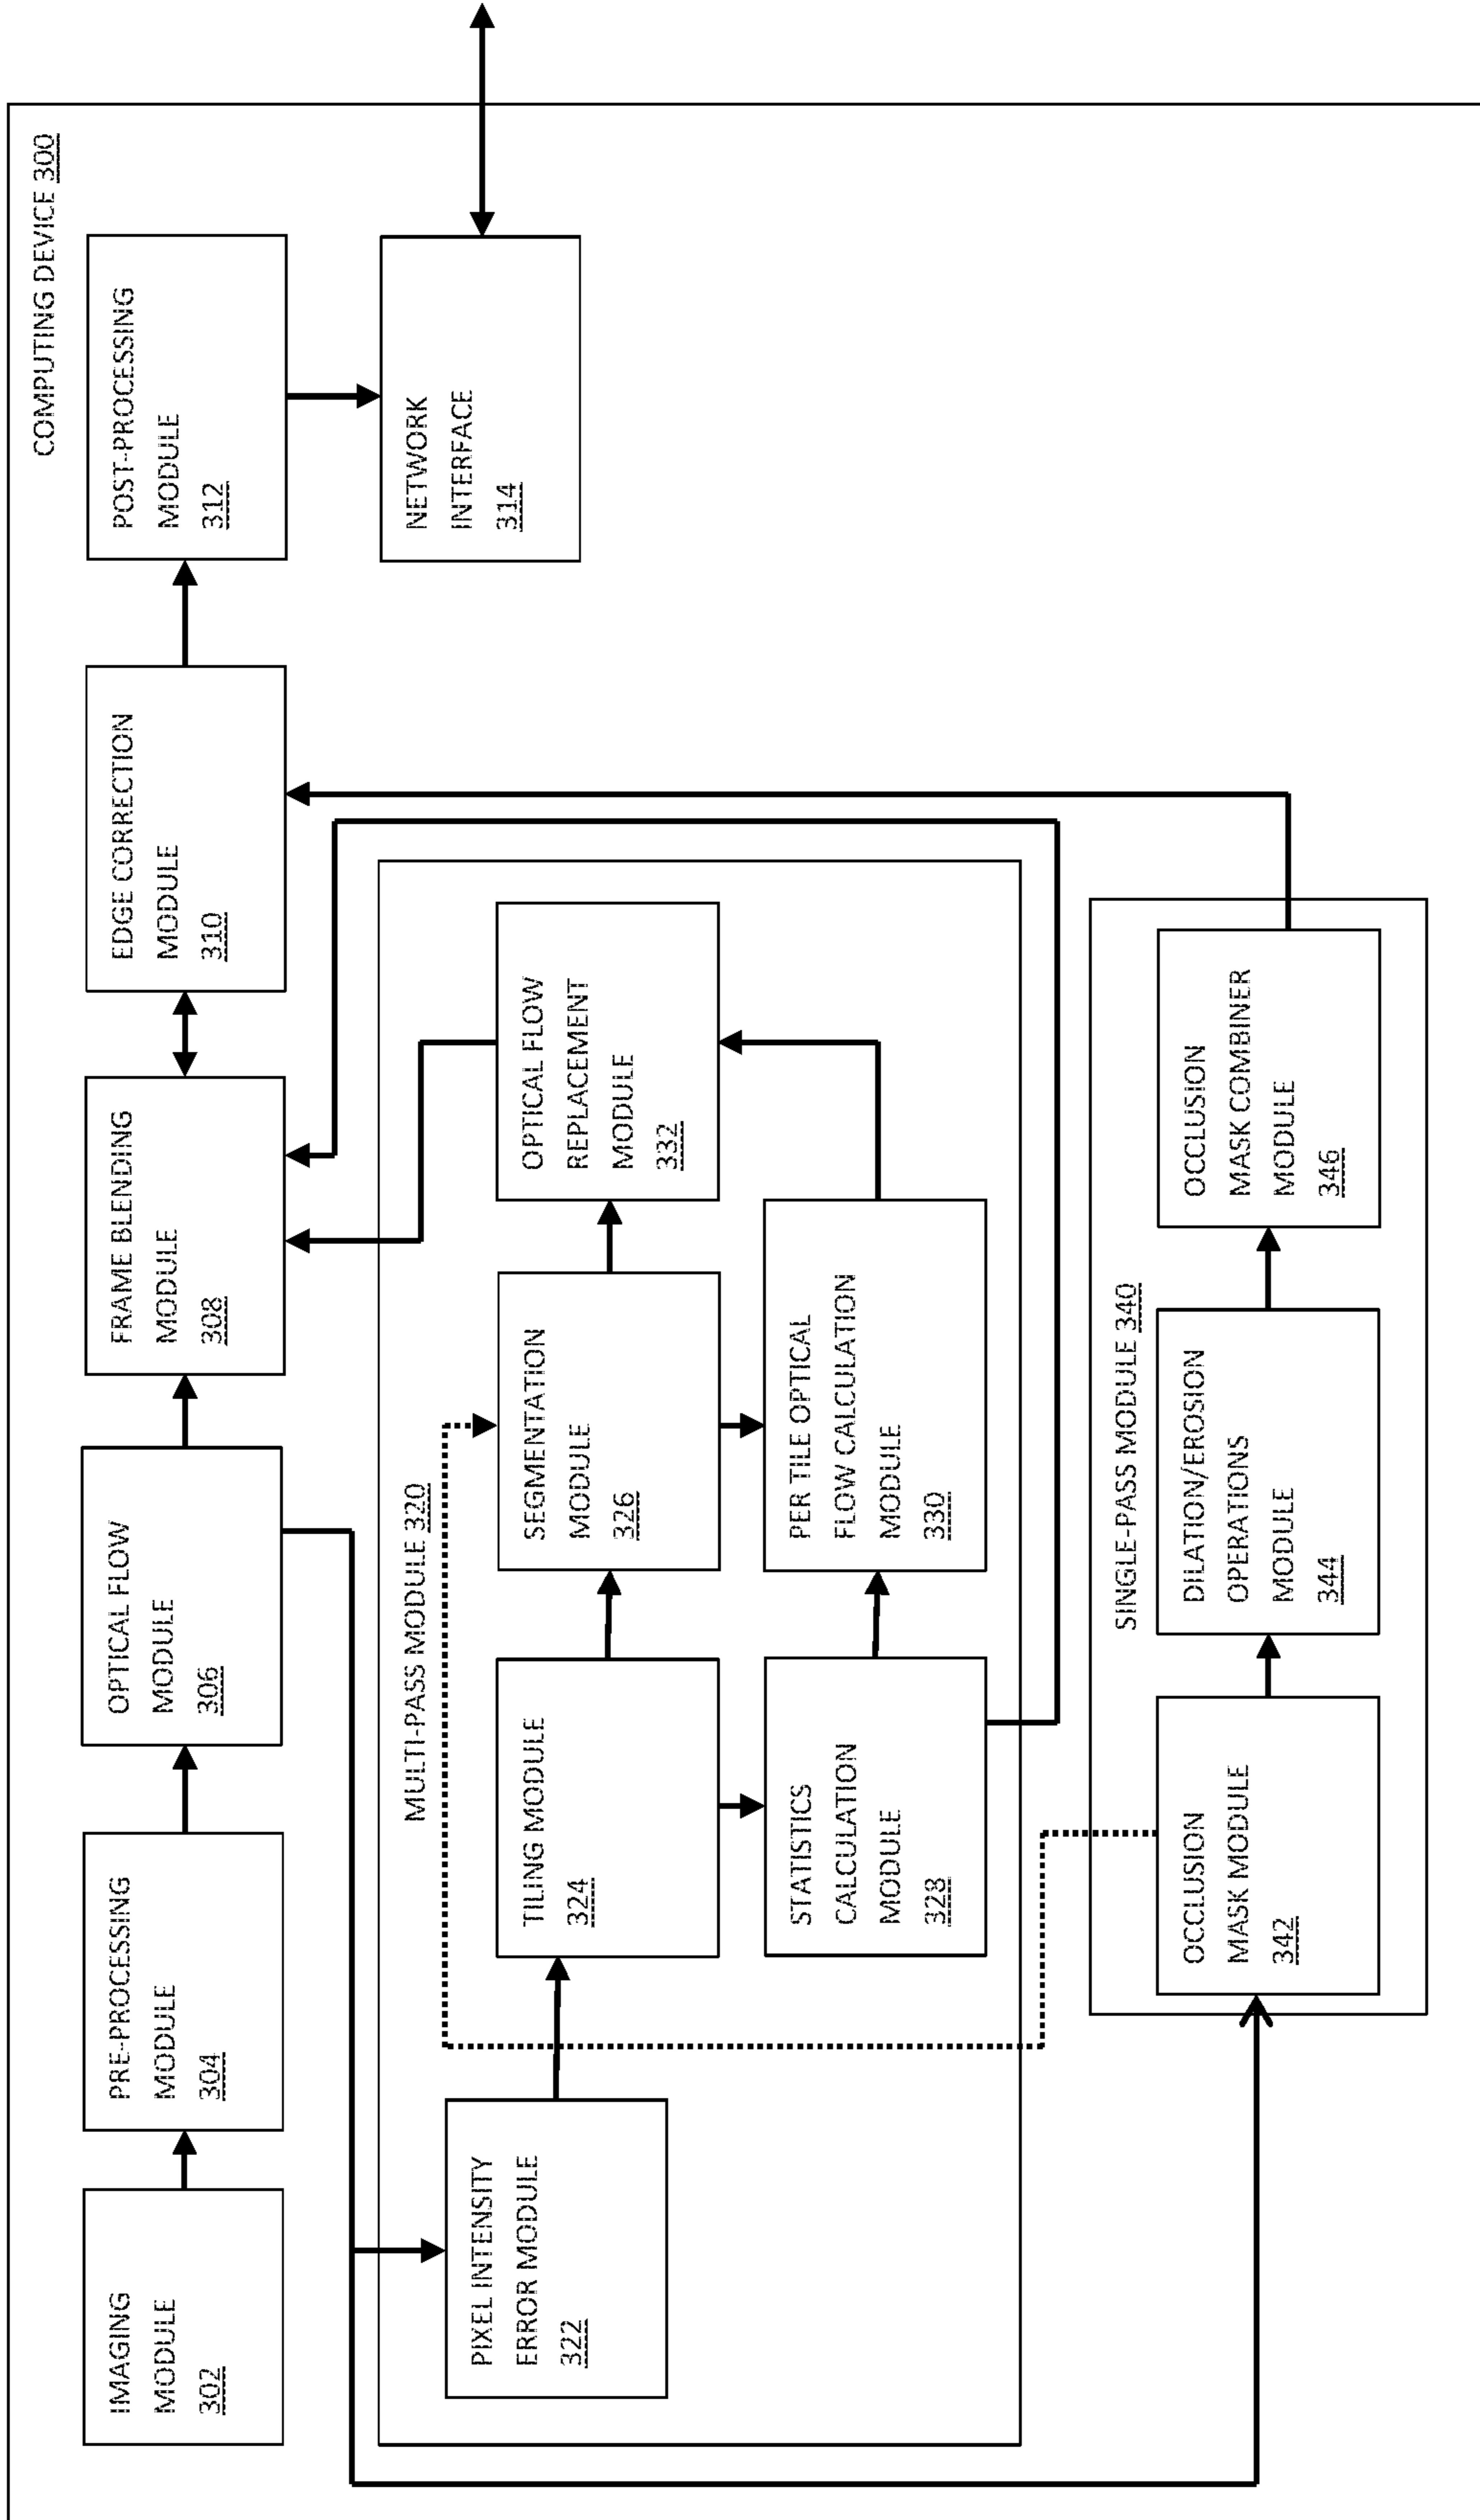 COMPUTING DEVICE 300
IMAGING
MODULE
302
PRE-PROCESSING
MODULE
304
OPTICAL FLOW
MODULE
306
FRAME BLENDING
MODULE
308
EDGE CORRECTION
MODULE
310
POST-PROCESSING
MODULE
312
NETWORK
INTERFACE
314
MULTI-PASS MODULE 320
PIXEL INTENSITY
ERROR MODULE
322
TILING MODULE
324
SEGMENTATION
MODULE
326
OPTICAL FLOW
REPLACEMENT
MODULE
332
STATISTICS
CALCULATION
MODULE
328
PER TILE OPTICAL
FLOW CALCULATION
MODULE
330
SINGLE-PASS MODULE 340
OCCLUSION
MASK MODULE
342
DILATION/EROSION
OPERATIONS
MODULE
344
OCCLUSION
MASK COMBINER
MODULE
346